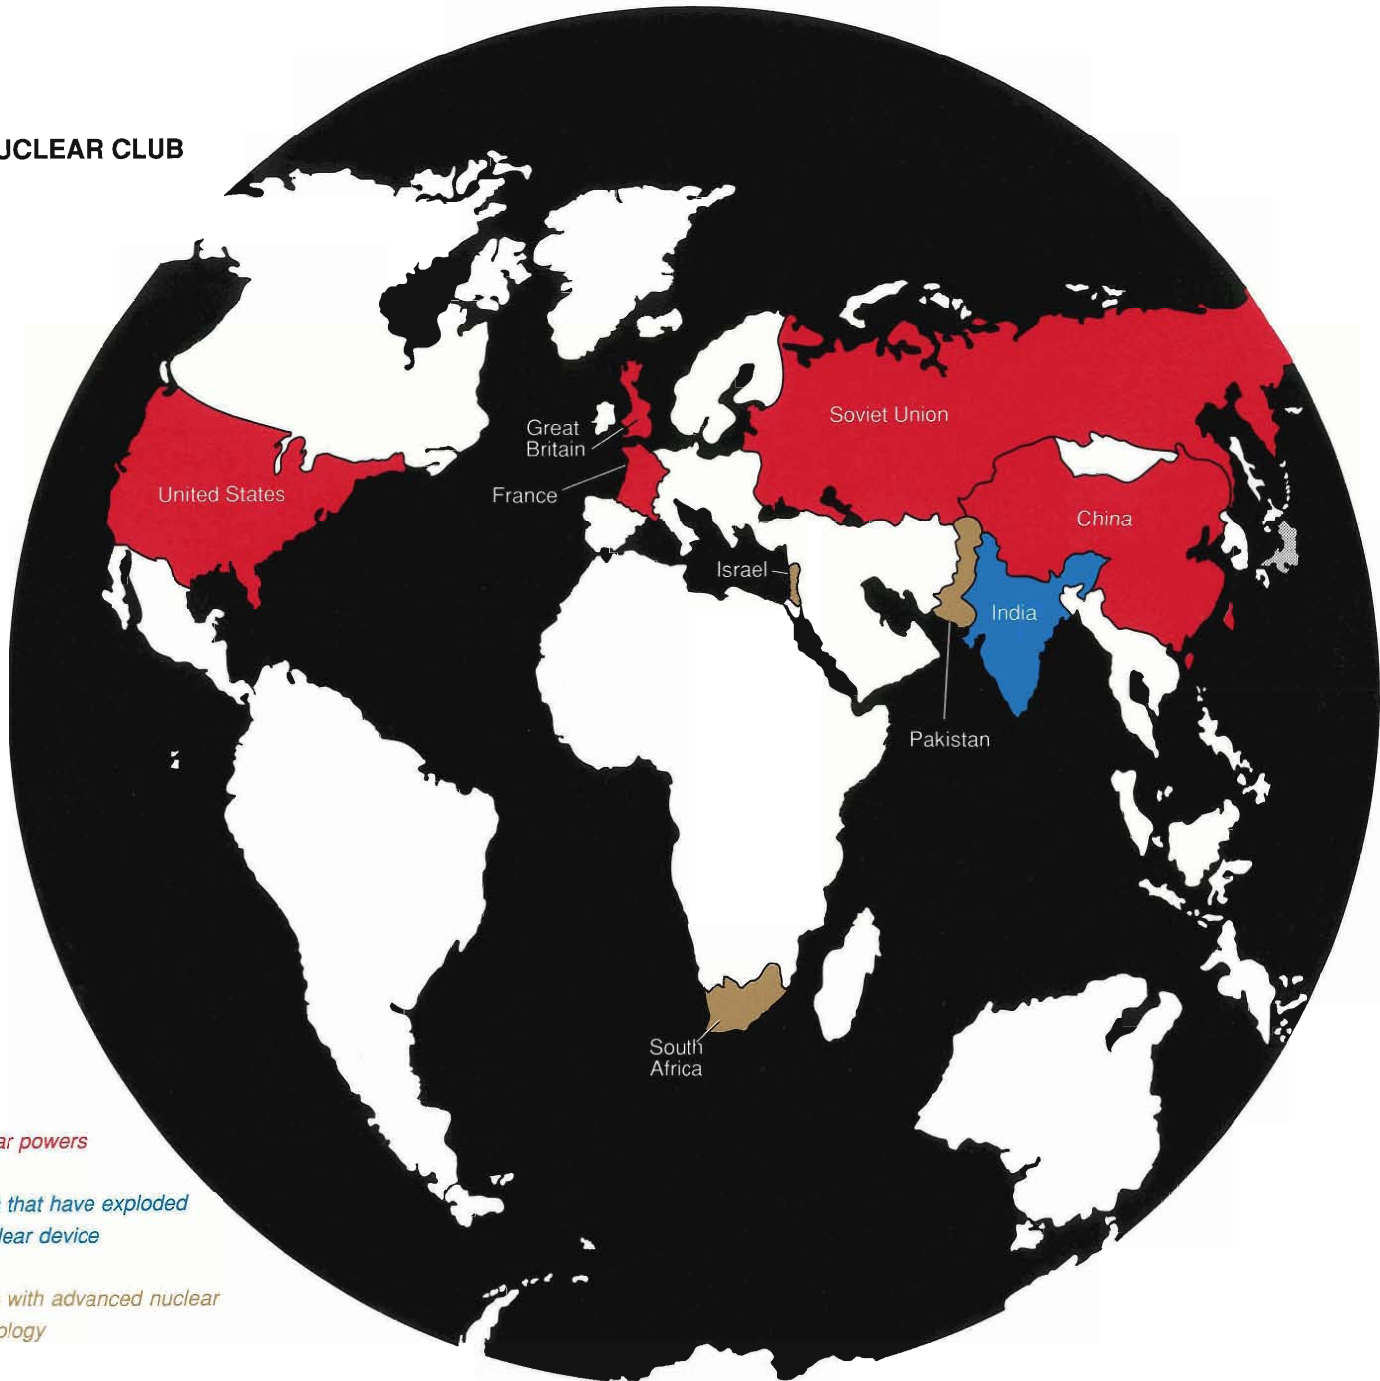 UCLEAR CLUB
Great
Britain
Soviet Union
United States
France
China
Israel
India
Pakistan
South
Africa
ar powers
that have exploded
lear device
with advanced nuclear
ology